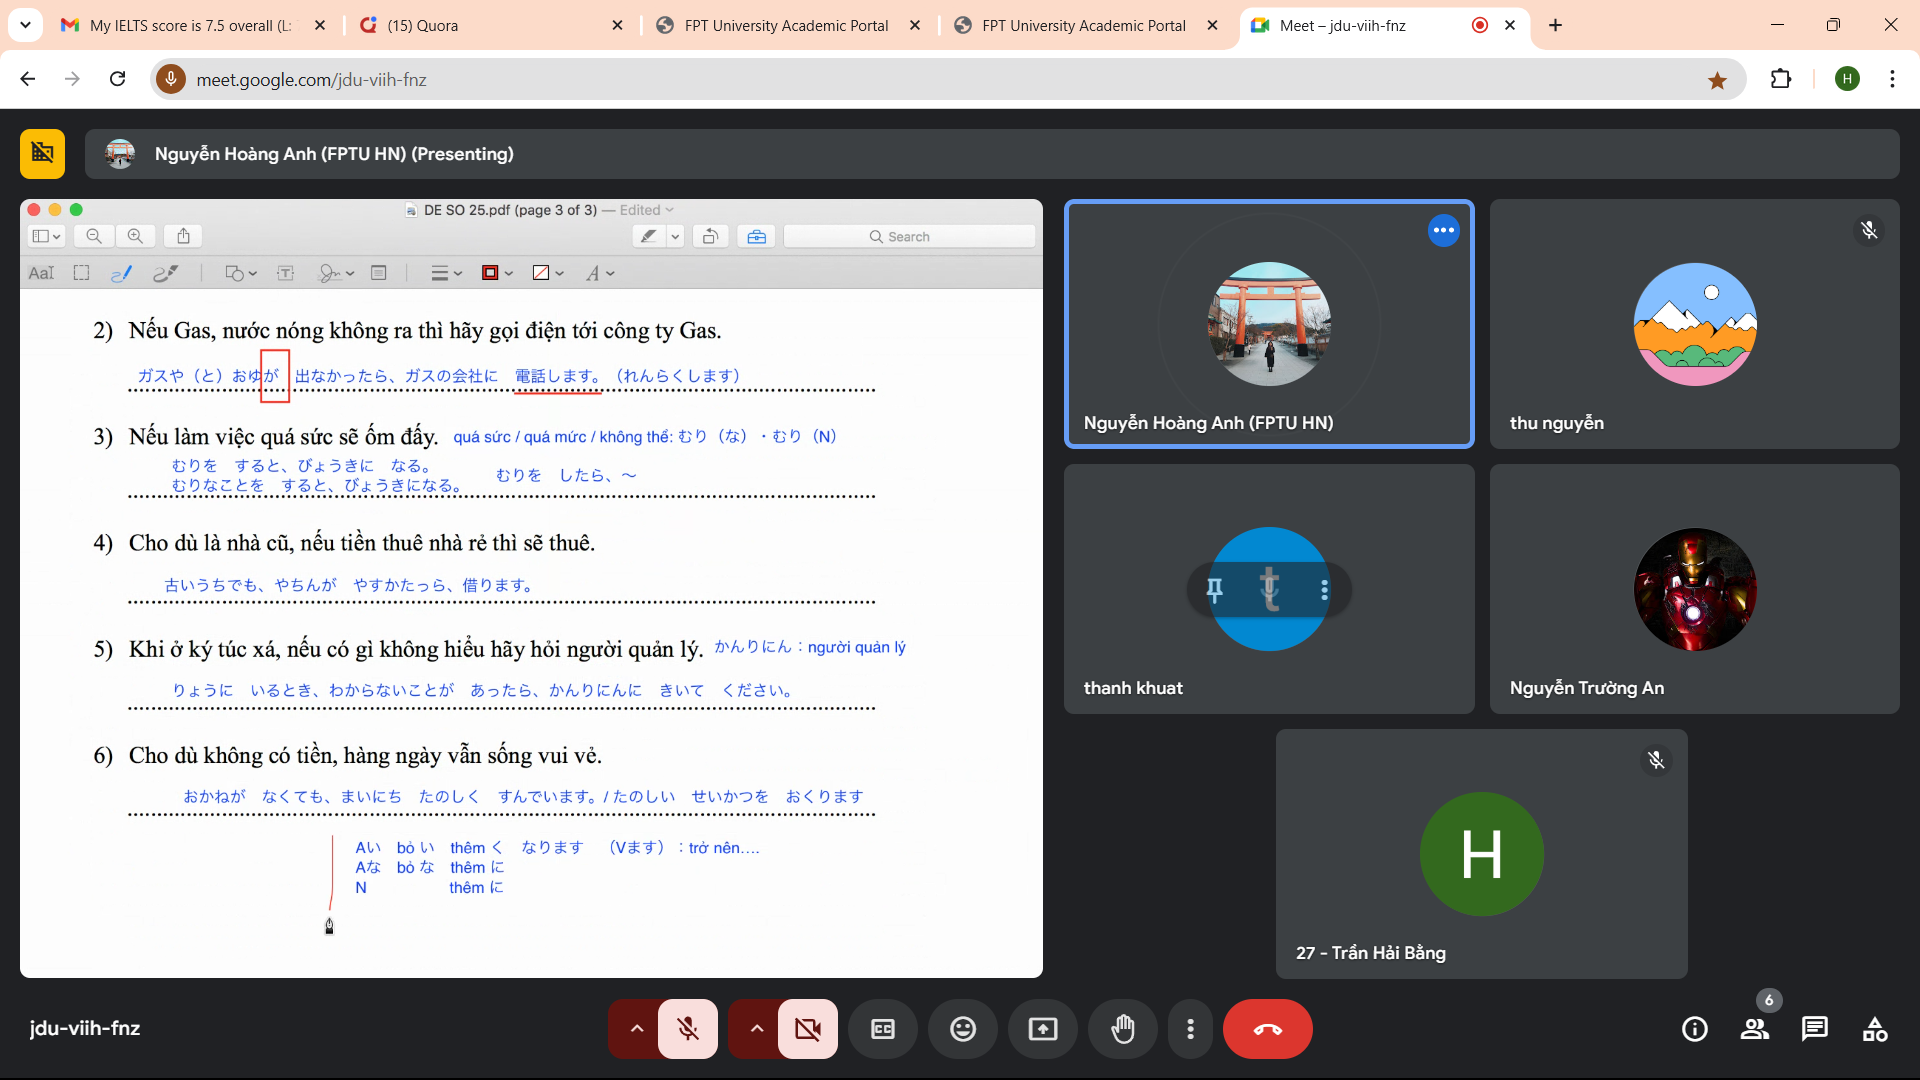 My IELTS score is 7.5 overall (L:
(15) Quora
FPT University Academic Portal
FPT University Academic Portal
Meet – jdu-viih-fnz
meet.google.com/jdu-viih-fnz
H
Nguyễn Hoàng Anh (FPTU HN) (Presenting)
DE SO 25.pdf (page 3 of 3) — Edited
Search
AaI
A
2) Nếu Gas, nước nóng không ra thì hãy gọi điện tới công ty Gas.
ガスや（と）おゆが 出なかったら、ガスの会社に 電話します。（れんらくします）
3) Nếu làm việc quá sức sẽ ốm đấy. quá sức / quá mức / không thể: むり（な）・むり（N）
むりを すると、びょうきに なる。
むりを したら、～
むりなことを すると、びょうきになる。
4) Cho dù là nhà cũ, nếu tiền thuê nhà rẻ thì sẽ thuê.
古いうちでも、やちんが やすかたっら、借ります。
5) Khi ở ký túc xá, nếu có gì không hiểu hãy hỏi người quản lý. かんりにん：người quản lý
りょうに いるとき、わからないことが あったら、かんりにんに きいて ください。
6) Cho dù không có tiền, hàng ngày vẫn sống vui vẻ.
おかねが なくても、まいにち たのしく すんでいます。/ たのしい せいかつを おくります
Aい bỏ い thêm く なります （Vます）：trở nên….
Aな bỏ な thêm に
N thêm に
Nguyễn Hoàng Anh (FPTU HN)
thu nguyễn
t
thanh khuat
Nguyễn Trường An
H
27 - Trần Hải Bằng
jdu-viih-fnz
6